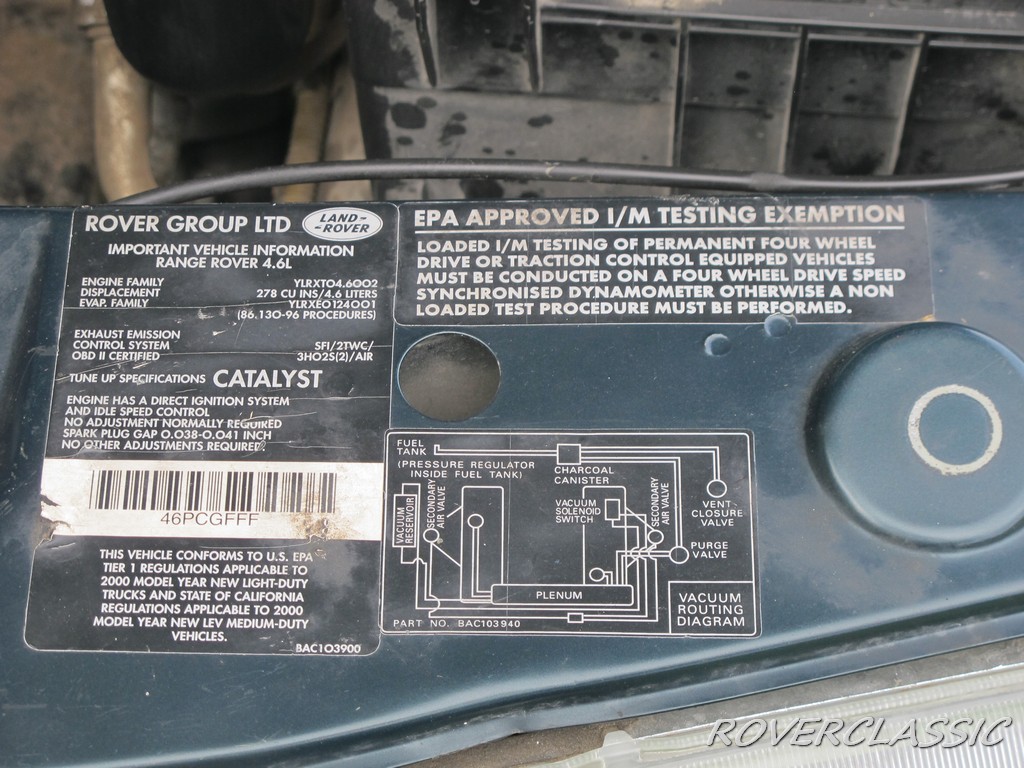 ROVER GROUP LTD
LAND-
ROVER
IMPORTANT VEHICLE INFORMATION
RANGE ROVER 4.6L
ENGINE FAMILY YLRXT04.6002
DISPLACEMENT 278 CU INS/4.6 LITERS
EVAP. FAMILY YLRXE0124001
(86.130-96 PROCEDURES)
EXHAUST EMISSION
CONTROL SYSTEM SFI/2TWC/
OBD II CERTIFIED 3HO2S(2)/AIR
TUNE UP SPECIFICATIONS CATALYST
ENGINE HAS A DIRECT IGNITION SYSTEM
AND IDLE SPEED CONTROL
NO ADJUSTMENT NORMALLY REQUIRED
SPARK PLUG GAP 0.038-0.041 INCH
NO OTHER ADJUSTMENTS REQUIRED.
46PCGFFF
THIS VEHICLE CONFORMS TO U.S. EPA
TIER 1 REGULATIONS APPLICABLE TO
2000 MODEL YEAR NEW LIGHT-DUTY
TRUCKS AND STATE OF CALIFORNIA
REGULATIONS APPLICABLE TO 2000
MODEL YEAR NEW LEV MEDIUM-DUTY
VEHICLES.
BAC103900
EPA APPROVED I/M TESTING EXEMPTION
LOADED I/M TESTING OF PERMANENT FOUR WHEEL
DRIVE OR TRACTION CONTROL EQUIPPED VEHICLES
MUST BE CONDUCTED ON A FOUR WHEEL DRIVE SPEED
SYNCHRONISED DYNAMOMETER OTHERWISE A NON
LOADED TEST PROCEDURE MUST BE PERFORMED.
FUEL
TANK
(PRESSURE REGULATOR
INSIDE FUEL TANK)
CHARCOAL
CANISTER
VACUUM
RESERVOIR
SECONDARY
AIR VALVE
VACUUM
SOLENOID
SWITCH
SECONDARY
AIR VALVE
VENT
CLOSURE
VALVE
PURGE
VALVE
PLENUM
VACUUM
ROUTING
DIAGRAM
PART NO. BAC103940
ROVERCLASSIC